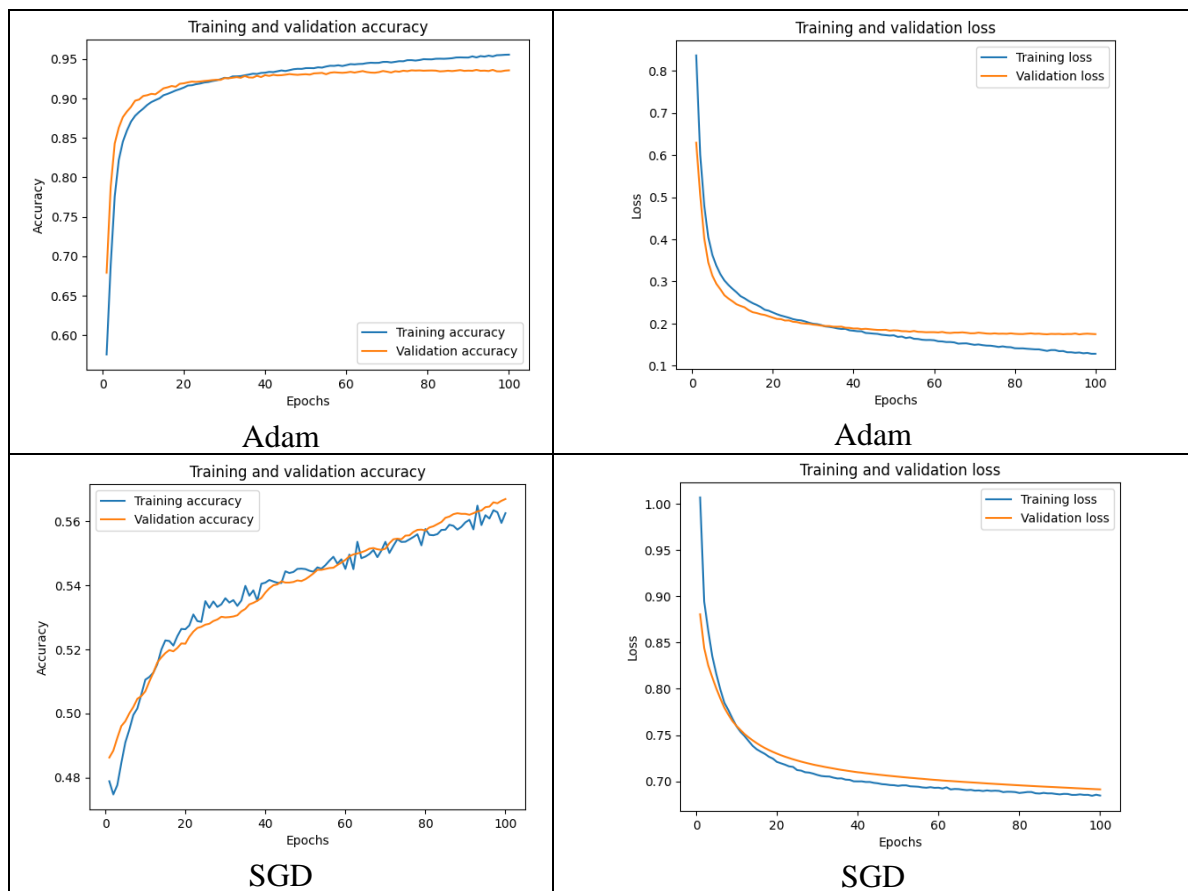 Training and validation accuracy
Accuracy
0.95
0.90
0.85
0.80
0.75
0.70
0.65
0.60
Training accuracy
Validation accuracy
0 20 40 60 80 100
Epochs
Adam
Training and validation loss
Loss
0.8
0.7
0.6
0.5
0.4
0.3
0.2
0.1
Training loss
Validation loss
0 20 40 60 80 100
Epochs
Adam
Training and validation accuracy
Training accuracy
Validation accuracy
Accuracy
0.56
0.54
0.52
0.50
0.48
0 20 40 60 80 100
Epochs
SGD
Training and validation loss
Training loss
Validation loss
Loss
1.00
0.95
0.90
0.85
0.80
0.75
0.70
0 20 40 60 80 100
Epochs
SGD